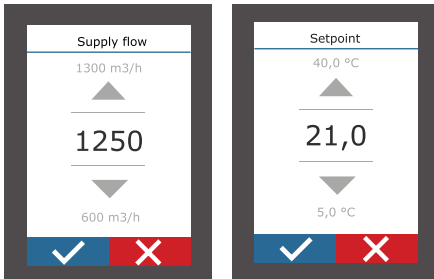 Supply flow
1300 m3/h
1250
600 m3/h
Setpoint
40,0 °C
21,0
5,0 °C